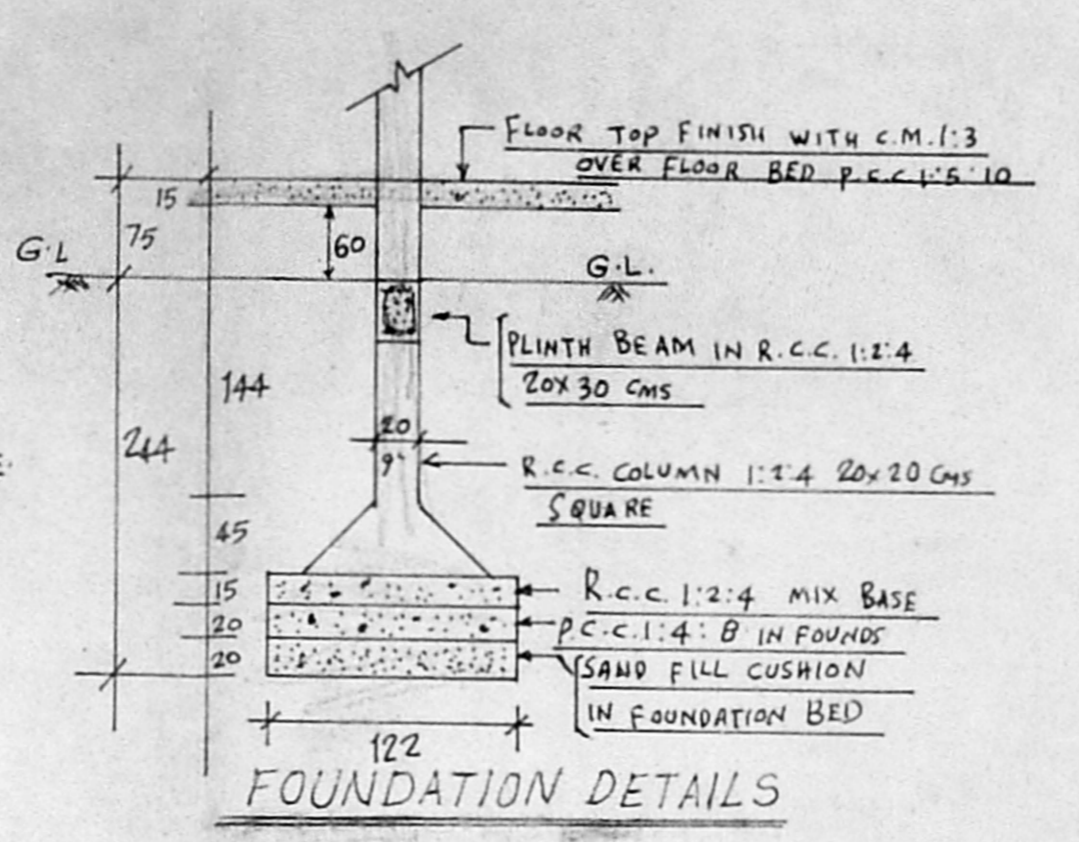 FLOOR TOP FINISH WITH C.M.1:3
OVER FLOOR BED P.C.C 1:5:10
15
75
60
G.L
G.L.
PLINTH BEAM IN R.C.C. 1:2:4
20X30 CMS
144
244
20
9"
R.C.C. COLUMN 1:2:4 20x20 CMS
SQUARE
45
15
R.C.C. 1:2:4 MIX BASE
20
P.C.C.1:4:8 IN FOUNDS
20
SAND FILL CUSHION
IN FOUNDATION BED
122
FOUNDATION DETAILS